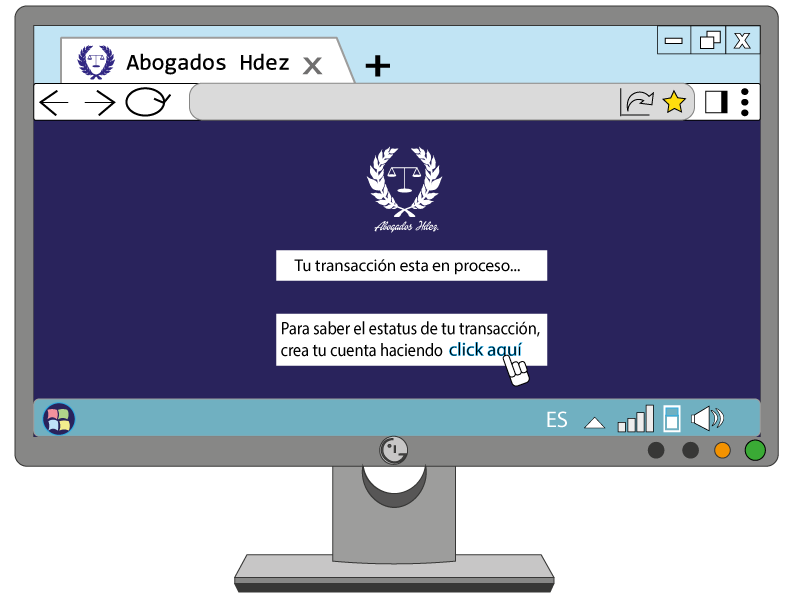 Abogados Hdez X
X
Abogados Hdez.
Tu transacción esta en proceso...
Para saber el estatus de tu transacción,
crea tu cuenta haciendo click aquí
ES